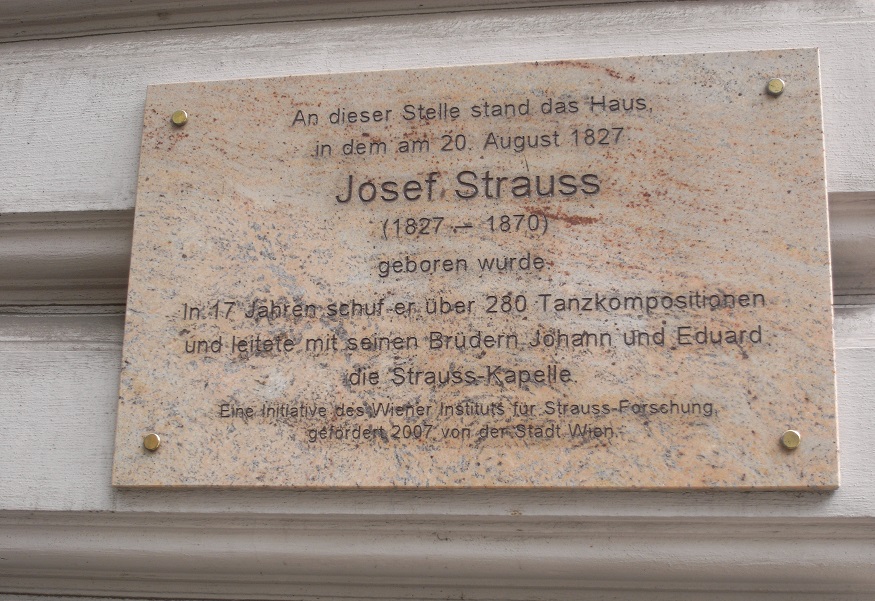 An dieser Stelle stand das Haus,
in dem am 20. August 1827
Josef Strauss
(1827 – 1870)
geboren wurde.
In 17 Jahren schuf er über 280 Tanzkompositionen
und leitete mit seinen Brüdern Johann und Eduard
die Strauss-Kapelle.
Eine Initiative des Wiener Instituts für Strauss-Forschung,
gefördert 2007 von der Stadt Wien.